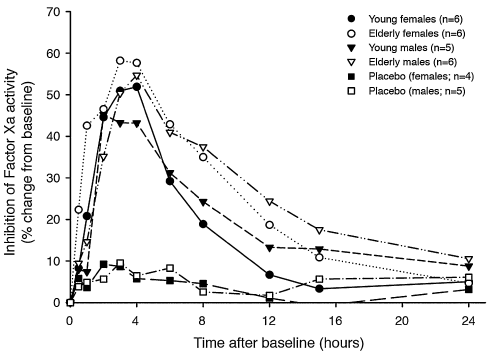 70
60
50
40
30
20
10
0
Inhibition of Factor Xa activity
(% change from baseline)
Young females (n=6)
Elderly females (n=6)
Young males (n=5)
Elderly males (n=6)
Placebo (females; n=4)
Placebo (males; n=5)
0 4 8 12 16 20 24
Time after baseline (hours)